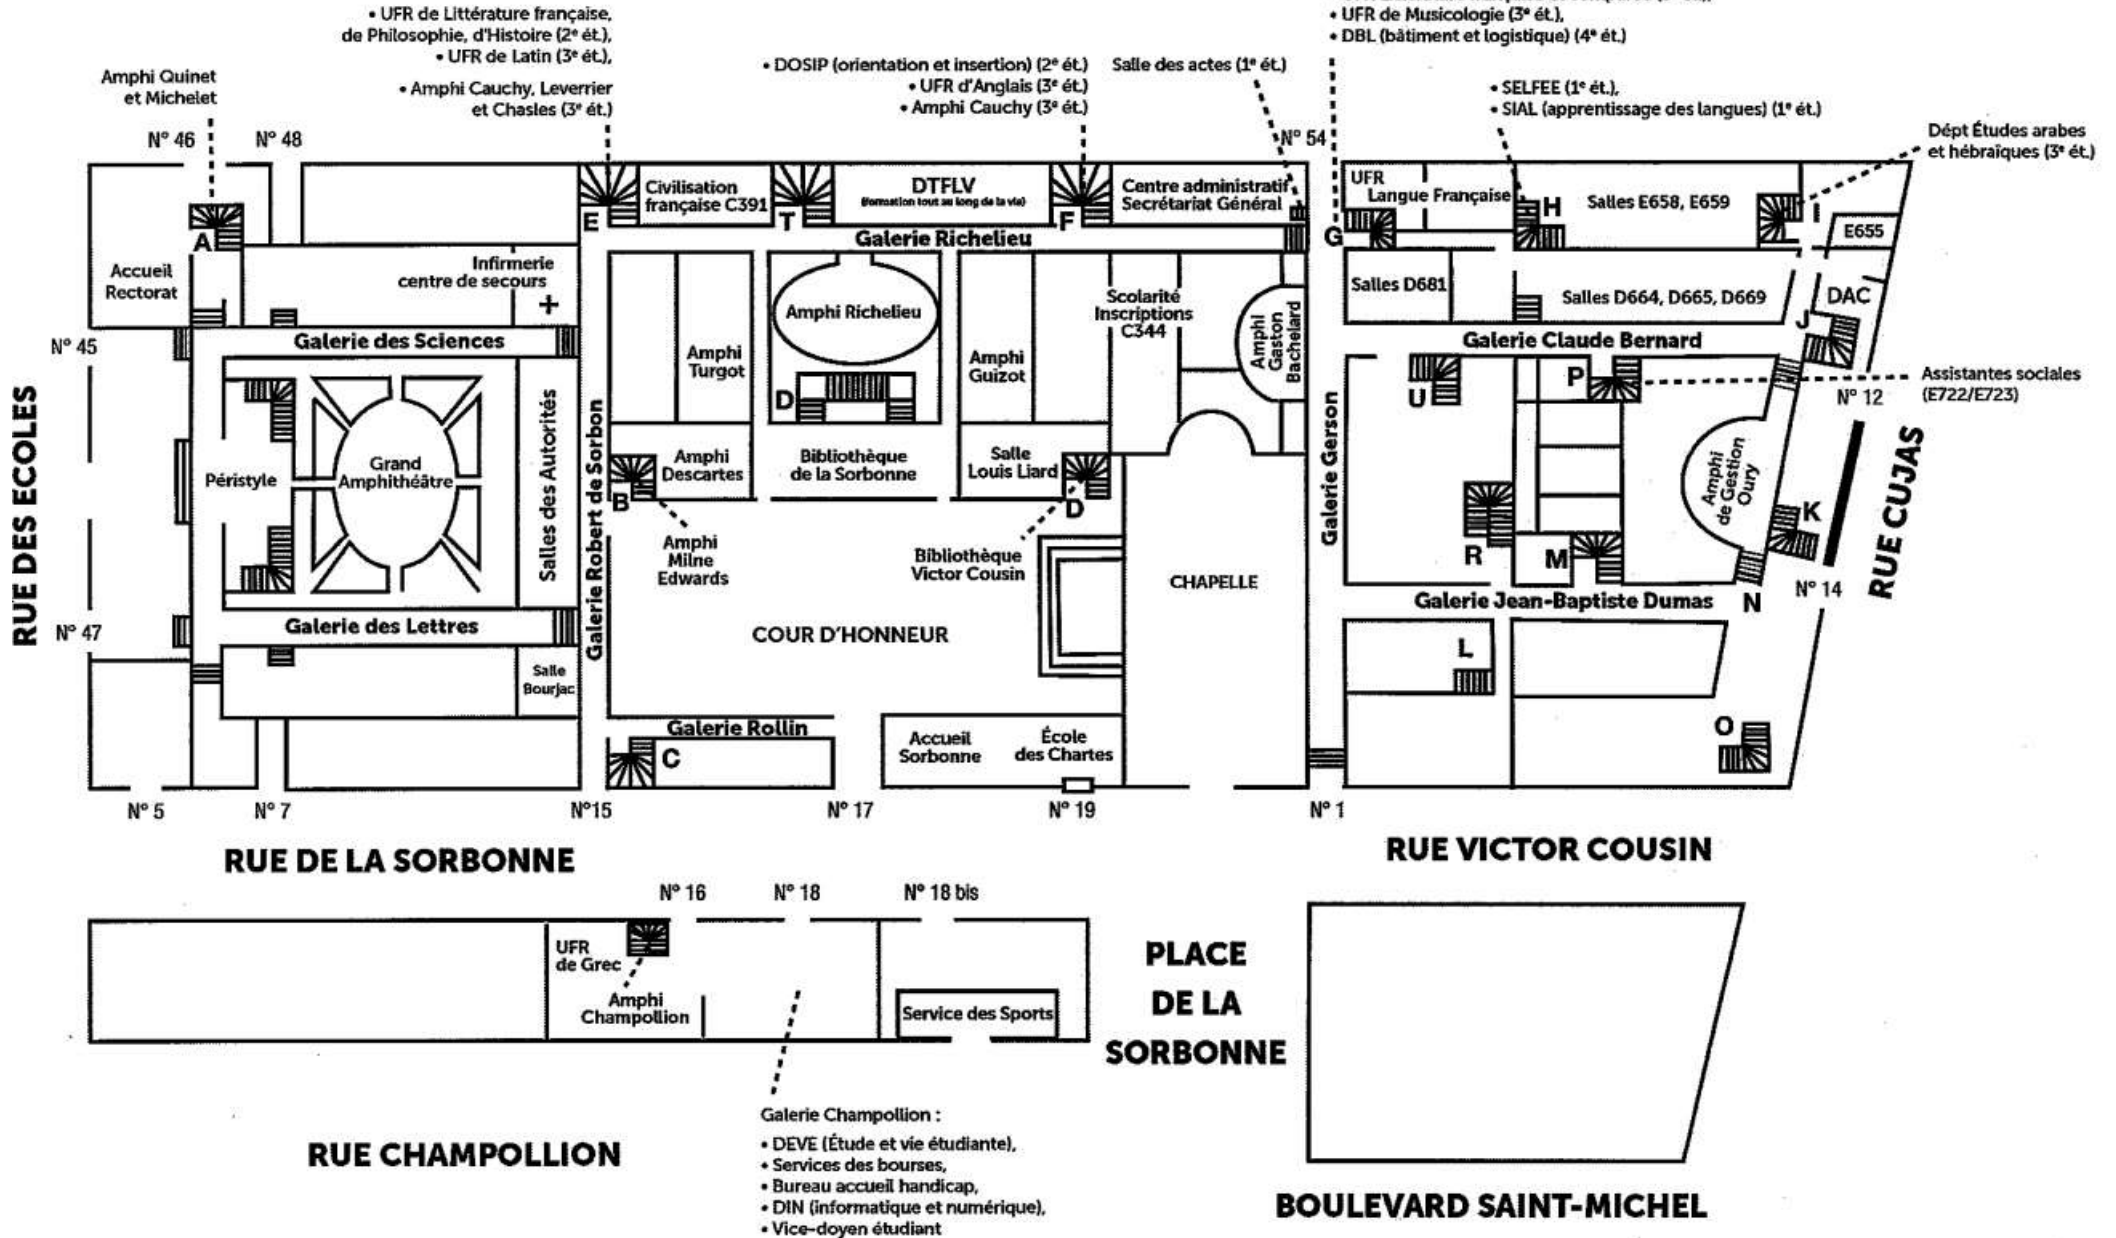 • UFR de Littérature française,
de Philosophie, d'Histoire (2ᵉ ét.),
• UFR de Latin (3ᵉ ét.),
• Amphi Cauchy, Leverrier
et Chasles (3ᵉ ét.)
Amphi Quinet
et Michelet
• DOSIP (orientation et insertion) (2ᵉ ét.)
• UFR d'Anglais (3ᵉ ét.)
• Amphi Cauchy (3ᵉ ét.)
Salle des actes (1ᵉ ét.)
• UFR de Musicologie (3ᵉ ét.),
• DBL (bâtiment et logistique) (4ᵉ ét.)
• SELFEE (1ᵉ ét.),
• SIAL (apprentissage des langues) (1ᵉ ét.)
Dépt Études arabes
et hébraïques (3ᵉ ét.)
N° 46
N° 48
N° 54
A
Accueil
Rectorat
Infirmerie
centre de secours
+
E
Civilisation
française C391
T
DTFLV
(formation tout au long de la vie)
F
Centre administratif
Secrétariat Général
Galerie Richelieu
G
UFR
Langue Française
H
Salles E658, E659
I
E655
Salles D681
Salles D664, D665, D669
DAC
J
N° 45
Galerie des Sciences
Amphi
Turgot
Amphi Richelieu
D
Amphi
Guizot
Scolarité
Inscriptions
C344
Amphi
Gaston
Bachelard
Galerie Claude Bernard
U
P
Assistantes sociales
(E722/E723)
N° 12
RUE DES ECOLES
Péristyle
Grand
Amphithéâtre
Salles des Autorités
Galerie Robert de Sorbon
B
Amphi
Descartes
Bibliothèque
de la Sorbonne
Salle
Louis Liard
D
Amphi
Milne
Edwards
Bibliothèque
Victor Cousin
CHAPELLE
Galerie Gerson
R
M
Amphi
de Gestion
Oury
K
N° 14
RUE CUJAS
N° 47
Galerie des Lettres
COUR D'HONNEUR
Galerie Jean-Baptiste Dumas
N
Salle
Bourjac
L
Galerie Rollin
C
Accueil
Sorbonne
École
des Chartes
O
N° 5
N° 7
N°15
N° 17
N° 19
N° 1
RUE DE LA SORBONNE
RUE VICTOR COUSIN
N° 16
N° 18
N° 18 bis
UFR
de Grec
Amphi
Champollion
Service des Sports
PLACE
DE LA
SORBONNE
RUE CHAMPOLLION
Galerie Champollion :
• DEVE (Étude et vie étudiante),
• Services des bourses,
• Bureau accueil handicap,
• DIN (informatique et numérique),
• Vice-doyen étudiant
BOULEVARD SAINT-MICHEL